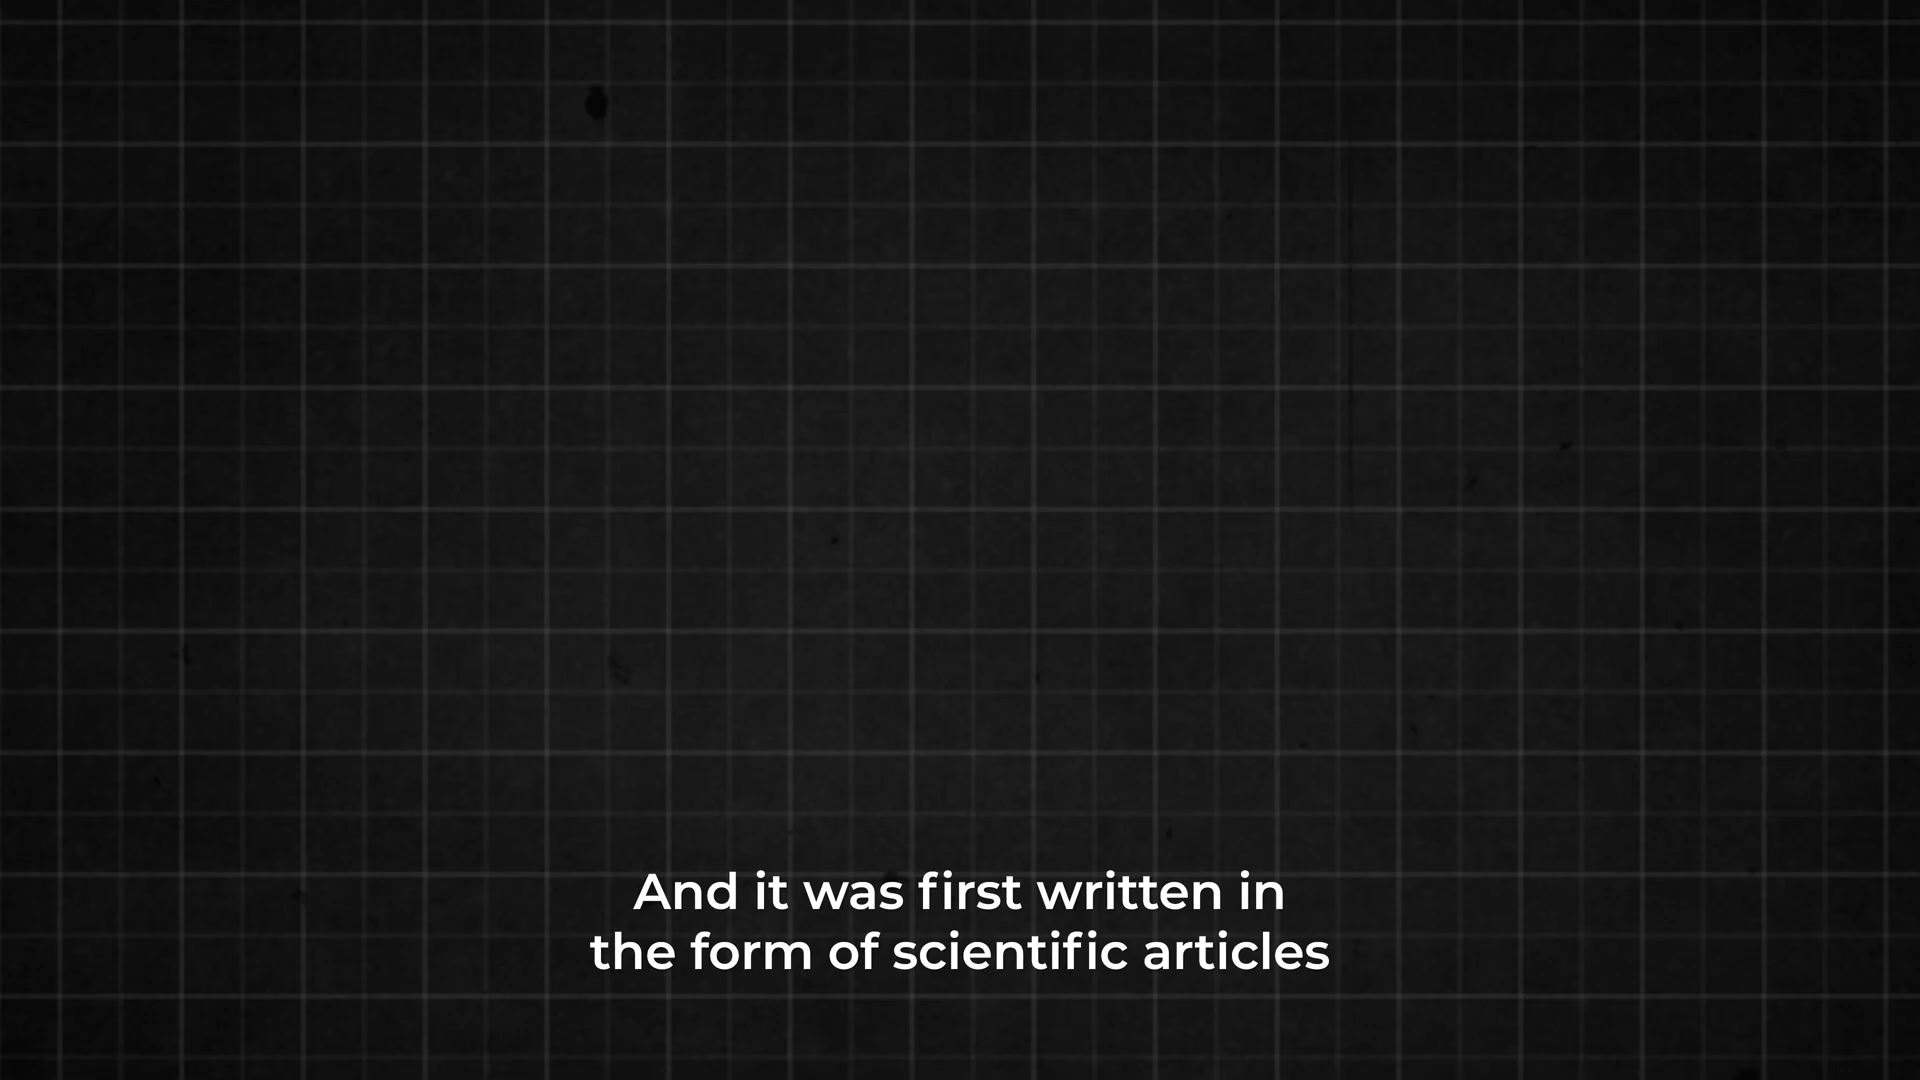 And it was first written in
the form of scientific articles